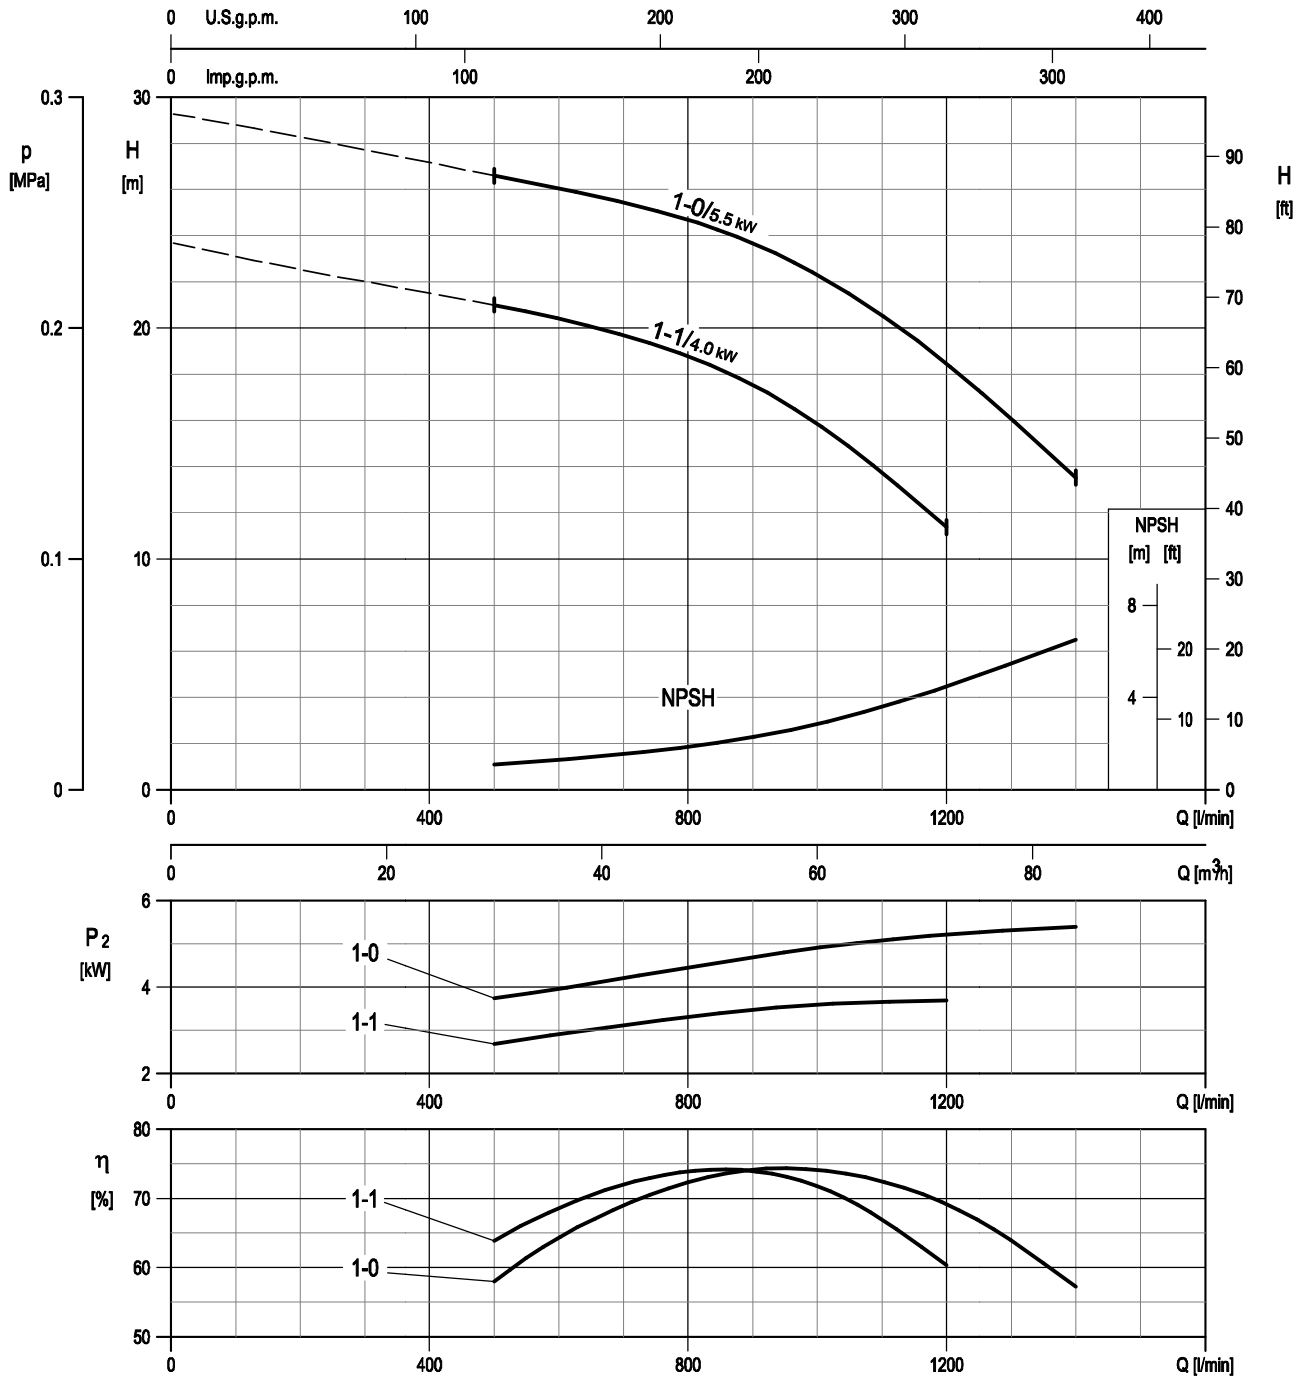 0 U.S.g.p.m. 100 200 300 400
0 Imp.g.p.m. 100 200 300
0.3 30
p H
[MPa] [m]
90 H
[ft]
1-0/5.5 kW
80
70
0.2 20
1-1/4.0 kW
60
50
40
NPSH
[m] [ft]
0.1 10
30
8
20 20
NPSH
4
10 10
0 0 0
0 400 800 1200 Q [l/min]
0 20 40 60 80 Q [m³/h]
6
P2
[kW]
1-0
4
1-1
2
0 400 800 1200 Q [l/min]
80
η
[%]
70 1-1
60 1-0
50
0 400 800 1200 Q [l/min]